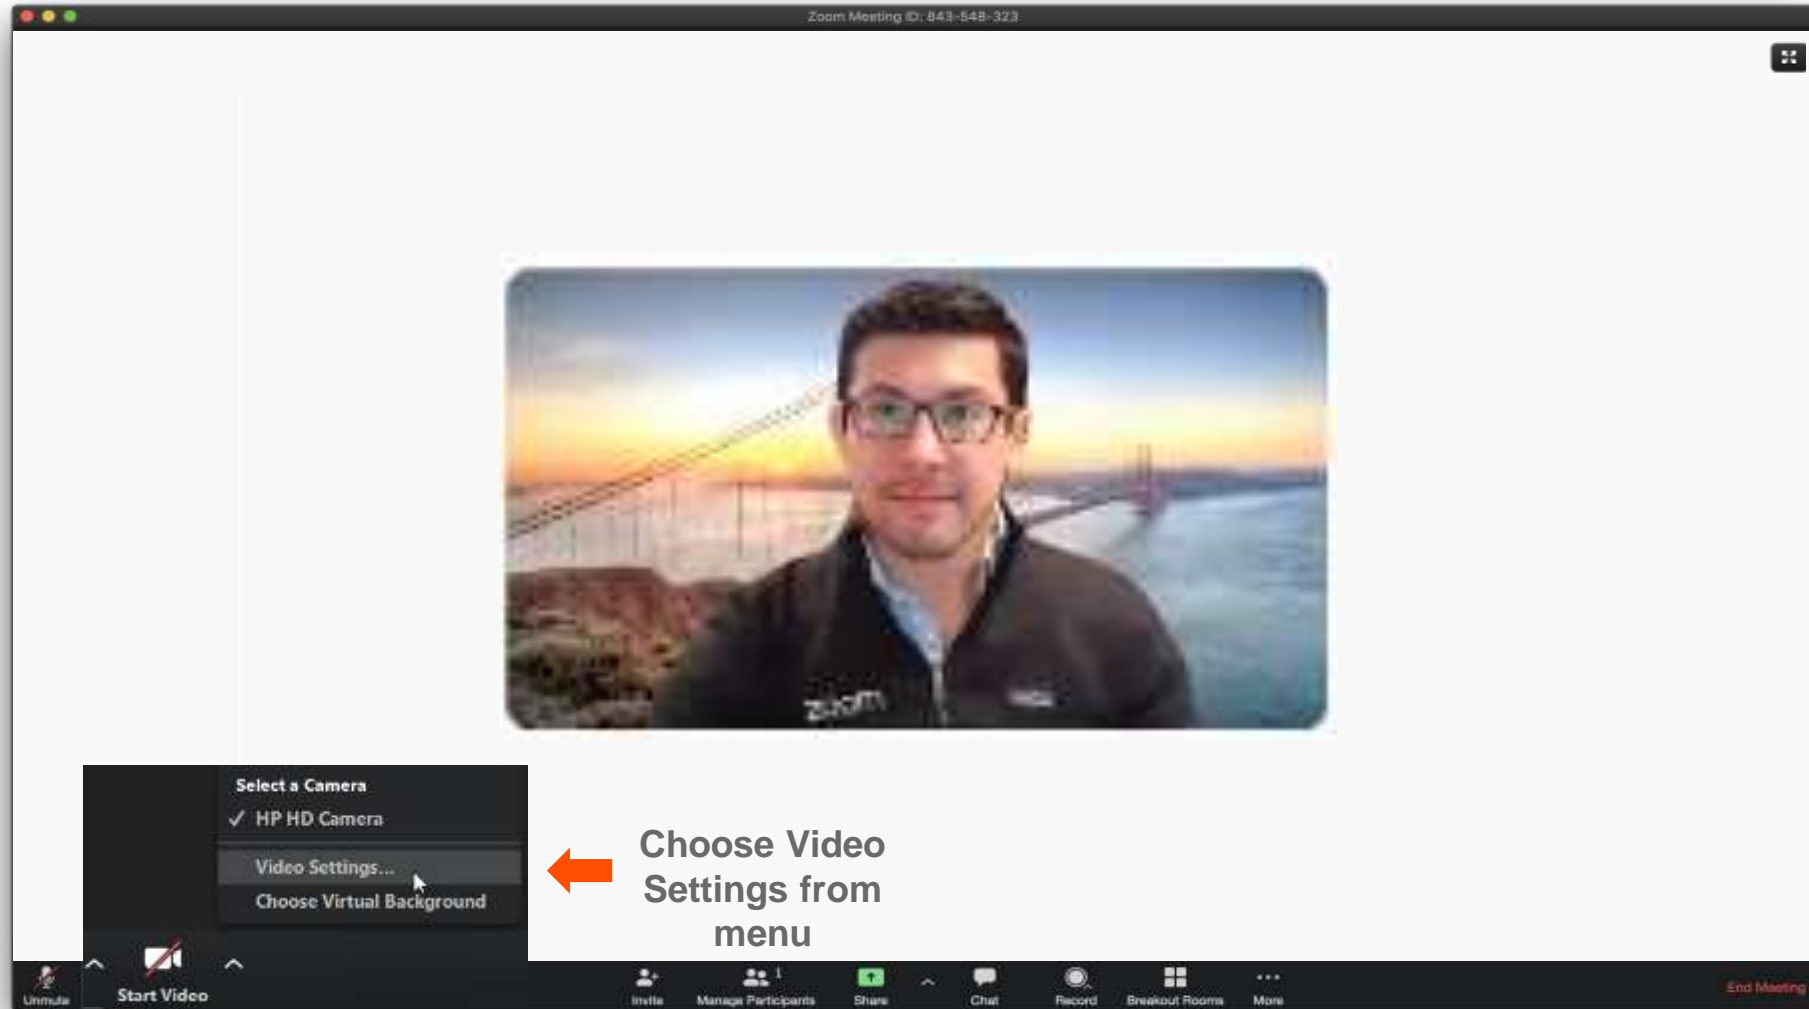 Zoom Meeting ID: 843-548-323
zoom
Select a Camera
✓ HP HD Camera
Video Settings...
Choose Virtual Background
Choose Video
Settings from
menu
Unmute
Start Video
Invite
1
Manage Participants
Share
Chat
Record
Breakout Rooms
More
End Meeting